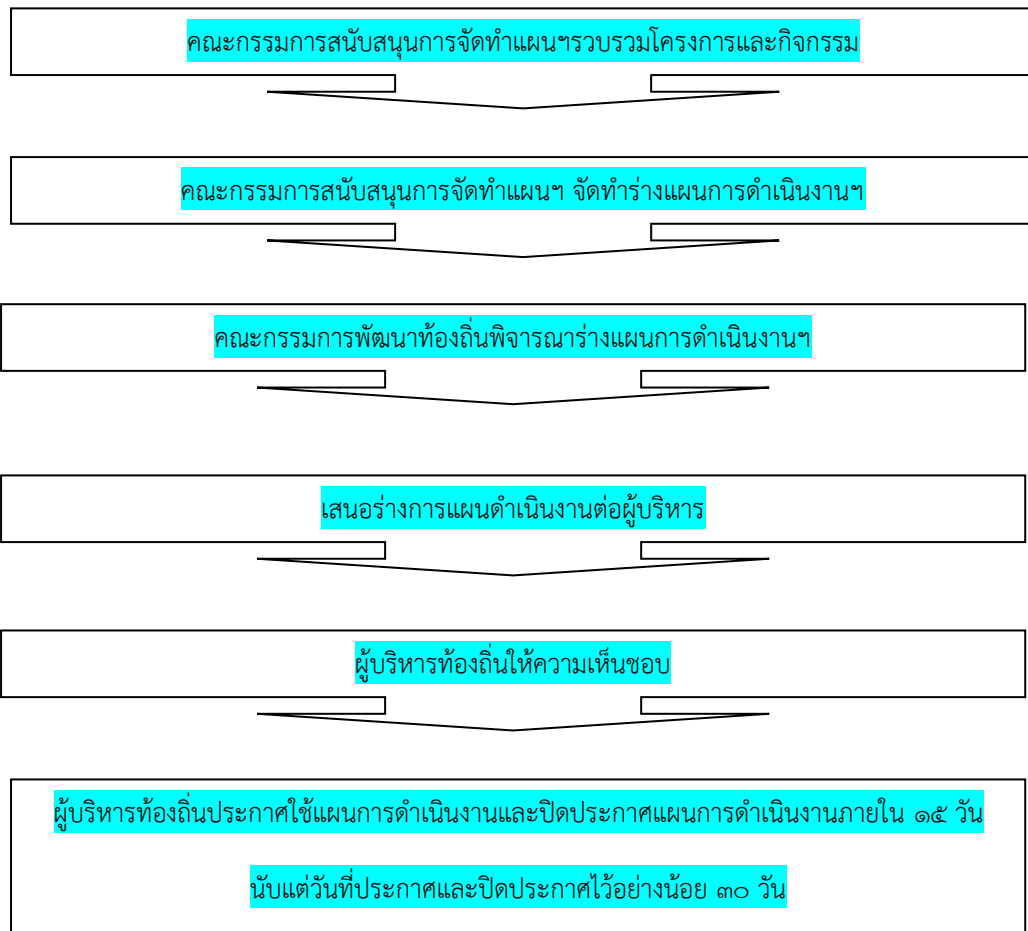 คณะกรรมการสนับสนุนการจัดทำแผนฯรวบรวมโครงการและกิจกรรม
คณะกรรมการสนับสนุนการจัดทำแผนฯ จัดทำร่างแผนการดำเนินงานฯ
คณะกรรมการพัฒนาท้องถิ่นพิจารณาร่างแผนการดำเนินงานฯ
เสนอร่างการแผนดำเนินงานต่อผู้บริหาร
ผู้บริหารท้องถิ่นให้ความเห็นชอบ
ผู้บริหารท้องถิ่นประกาศใช้แผนการดำเนินงานและปิดประกาศแผนการดำเนินงานภายใน ๑๕ วัน
นับแต่วันที่ประกาศและปิดประกาศไว้อย่างน้อย ๓๐ วัน